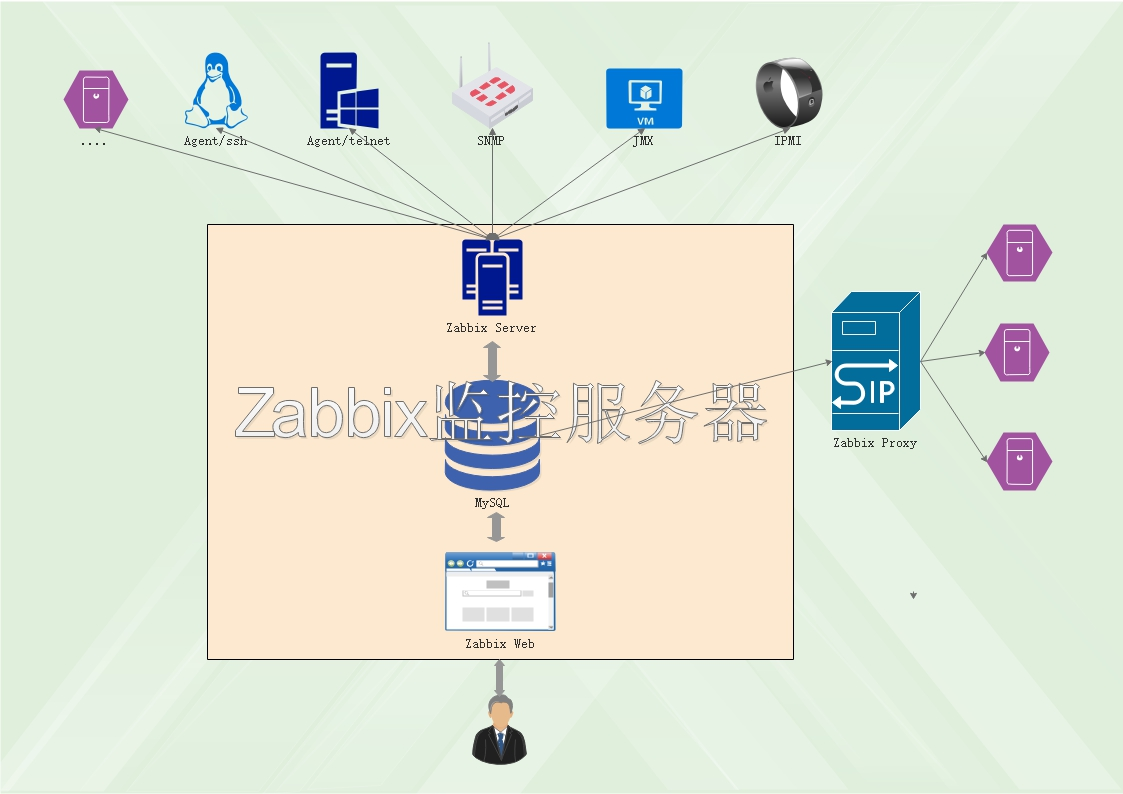 ....
Agent/ssh
Agent/telnet
SNMP
VM
JMX
IPMI
Zabbix Server
Zabbix监控服务器
SIP
Zabbix Proxy
MySQL
Zabbix Web